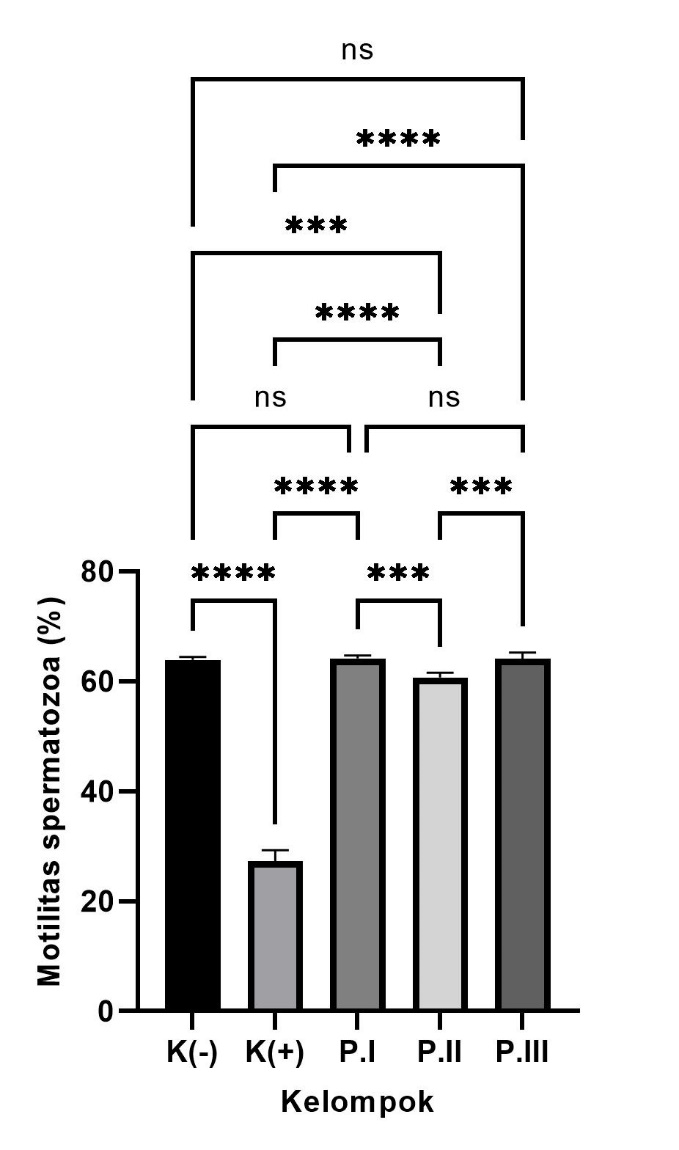 ns
****
***
****
ns ns
**** ***
**** ***
80
60
40
20
0
Motilitas spermatozoa (%)
K(-) K(+) P.I P.II P.III
Kelompok